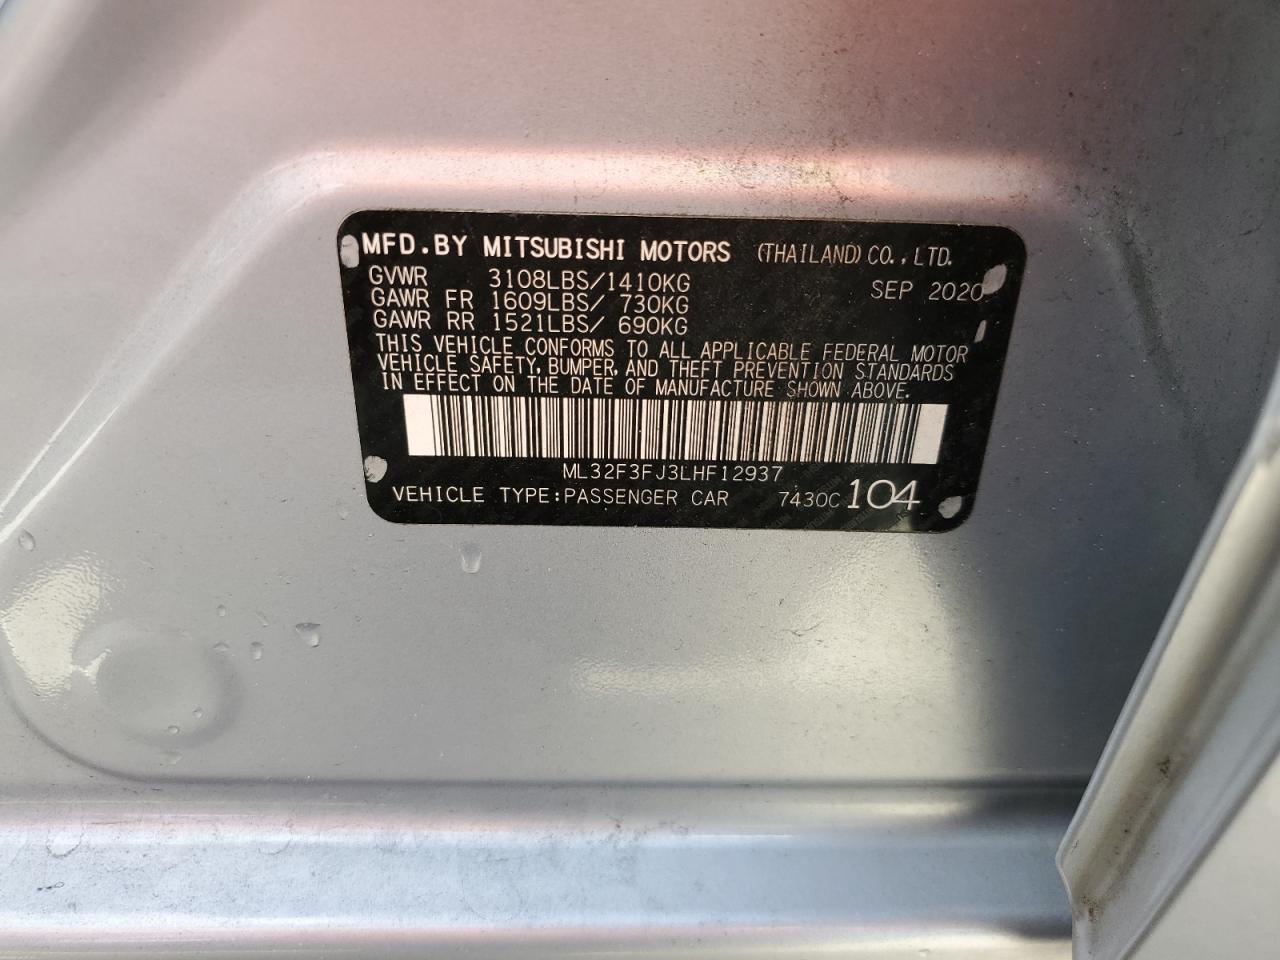 MFD.BY MITSUBISHI MOTORS (THAILAND) CO., LTD.
GVWR 3108LBS/1410KG SEP 2020
GAWR FR 1609LBS/ 730KG
GAWR RR 1521LBS/ 690KG
THIS VEHICLE CONFORMS TO ALL APPLICABLE FEDERAL MOTOR
VEHICLE SAFETY, BUMPER, AND THEFT PREVENTION STANDARDS
IN EFFECT ON THE DATE OF MANUFACTURE SHOWN ABOVE.
ML32F3FJ3LHF12937
VEHICLE TYPE:PASSENGER CAR 7430C 104